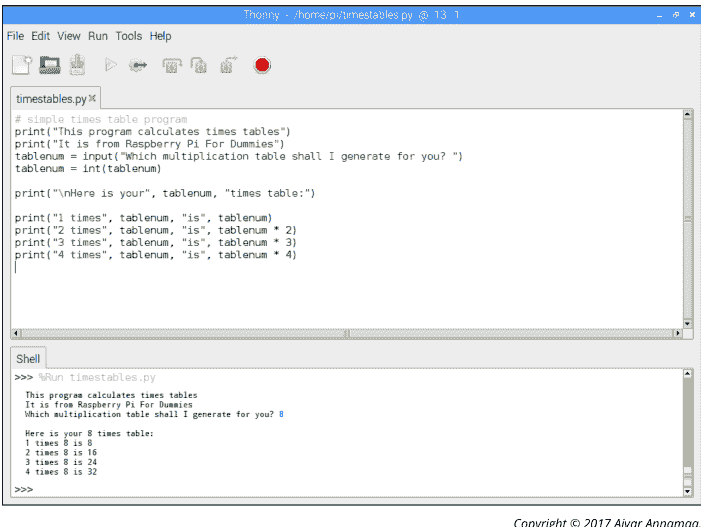 Thonny - /home/pi/timestables.py @ 13 1
File Edit View Run Tools Help
timestables.py
# simple times table program
print("This program calculates times tables")
print("It is from Raspberry Pi For Dummies")
tablenum = input("Which multiplication table shall I generate for you? ")
tablenum = int(tablenum)
print("\nHere is your", tablenum, "times table:")
print("1 times", tablenum, "is", tablenum)
print("2 times", tablenum, "is", tablenum * 2)
print("3 times", tablenum, "is", tablenum * 3)
print("4 times", tablenum, "is", tablenum * 4)
Shell
>>> %Run timestables.py
This program calculates times tables
It is from Raspberry Pi For Dummies
Which multiplication table shall I generate for you? 8
Here is your 8 times table:
1 times 8 is 8
2 times 8 is 16
3 times 8 is 24
4 times 8 is 32
>>>
Copyright © 2017 Aivar Annamaa.